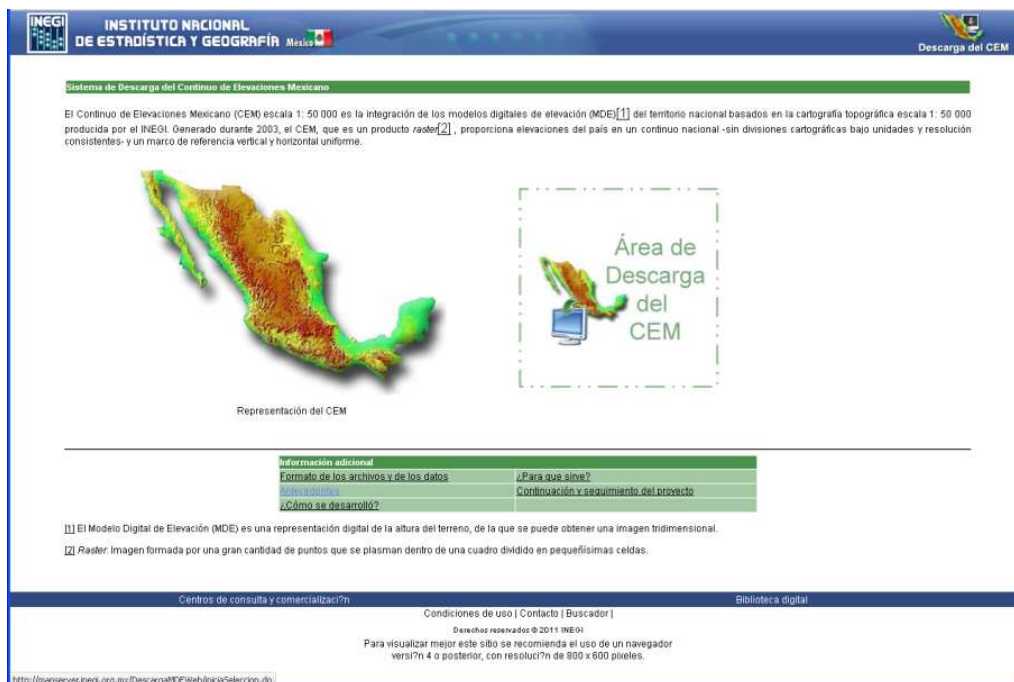 INEGI
INSTITUTO NACIONAL
DE ESTADÍSTICA Y GEOGRAFÍA México
Descarga del CEM
Sistema de Descarga del Continuo de Elevaciones Mexicano
El Continuo de Elevaciones Mexicano (CEM) escala 1: 50 000 es la integración de los modelos digitales de elevación (MDE)[1] del territorio nacional basados en la cartografía topográfica escala 1: 50 000
producida por el INEGI. Generado durante 2003, el CEM, que es un producto raster[2] , proporciona elevaciones del país en un continuo nacional -sin divisiones cartográficas bajo unidades y resolución
consistentes- y un marco de referencia vertical y horizontal uniforme.
Área de
Descarga
del
CEM
Representación del CEM
Información adicional
Formato de los archivos y de los datos
¿Para que sirve?
Antecedentes
Continuación y seguimiento del proyecto
¿Cómo se desarrolló?
[1] El Modelo Digital de Elevación (MDE) es una representación digital de la altura del terreno, de la que se puede obtener una imagen tridimensional.
[2] Raster: Imagen formada por una gran cantidad de puntos que se plasman dentro de una cuadro dividido en pequeñísimas celdas.
Centros de consulta y comercializaci?n
Biblioteca digital
Condiciones de uso | Contacto | Buscador |
Derechos reservados © 2011 INEGI
Para visualizar mejor este sitio se recomienda el uso de un navegador
versi?n 4 o posterior, con resoluci?n de 800 x 600 pixeles.
http://mapserver.inegi.org.mx/DescargaMDEWeb/iniciaSeleccion.do